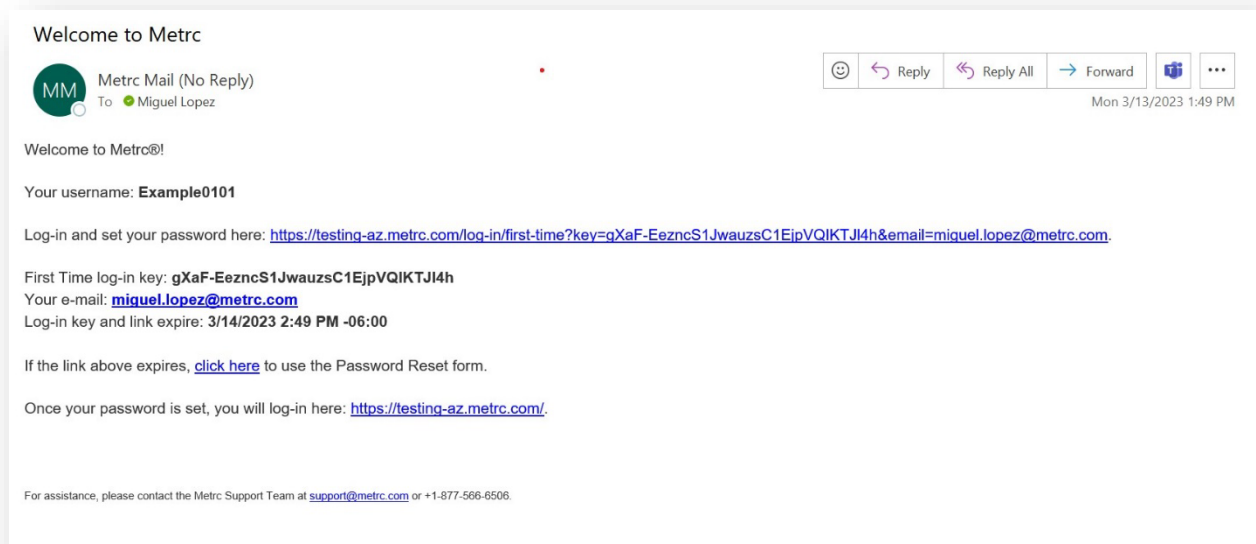 Welcome to Metrc
MM
Metrc Mail (No Reply)
To Miguel Lopez
Reply
Reply All
Forward
Mon 3/13/2023 1:49 PM
Welcome to Metrc®!
Your username: Example0101
Log-in and set your password here: https://testing-az.metrc.com/log-in/first-time?key=gXaF-EezncS1JwauzsC1EjpVQIKTJI4h&email=miguel.lopez@metrc.com.
First Time log-in key: gXaF-EezncS1JwauzsC1EjpVQIKTJI4h
Your e-mail: miguel.lopez@metrc.com
Log-in key and link expire: 3/14/2023 2:49 PM -06:00
If the link above expires, click here to use the Password Reset form.
Once your password is set, you will log-in here: https://testing-az.metrc.com/.
For assistance, please contact the Metrc Support Team at support@metrc.com or +1-877-566-6506.